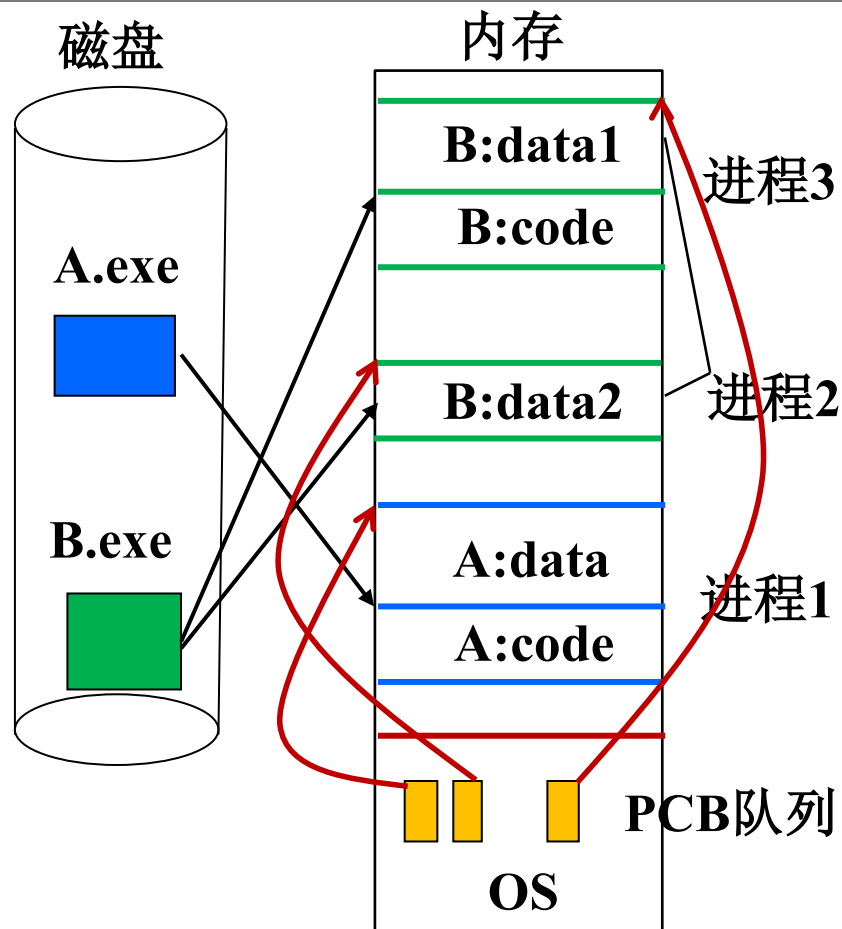 磁盘
内存
B:data1
进程3
B:code
A.exe
B:data2
进程2
B.exe
A:data
进程1
A:code
PCB队列
OS